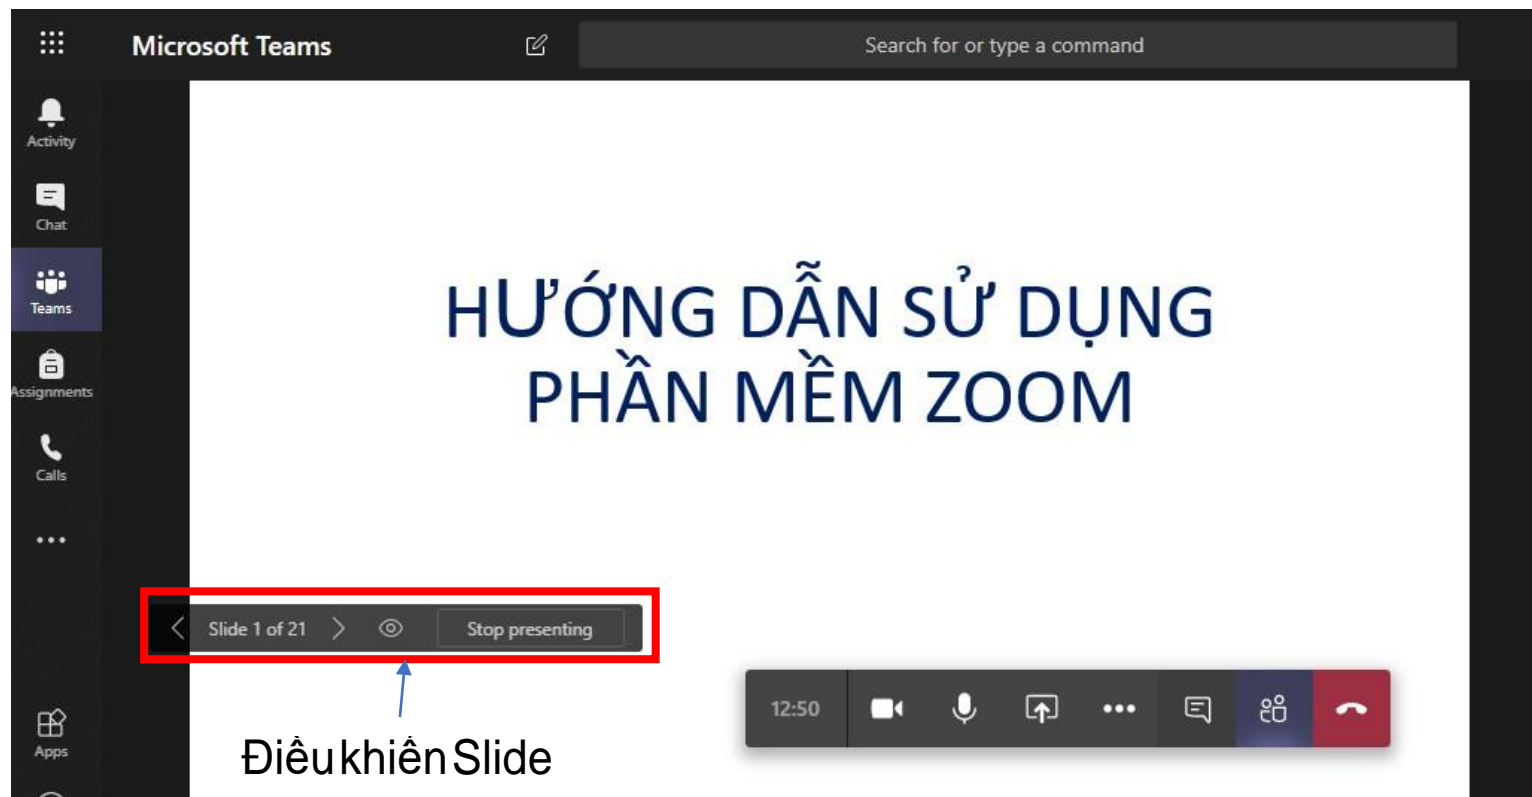 Microsoft Teams
Search for or type a command
Activity
Chat
Teams
Assignments
Calls
Apps
HƯỚNG DẪN SỬ DỤNG
PHẦN MỀM ZOOM
Slide 1 of 21
Stop presenting
12:50
Điều khiển Slide